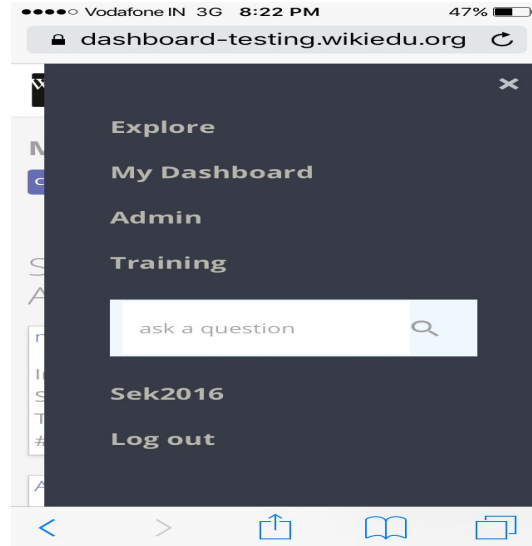 Vodafone IN 3G 8:22 PM 47%
dashboard-testing.wikiedu.org
Explore
My Dashboard
Admin
Training
ask a question
Sek2016
Log out